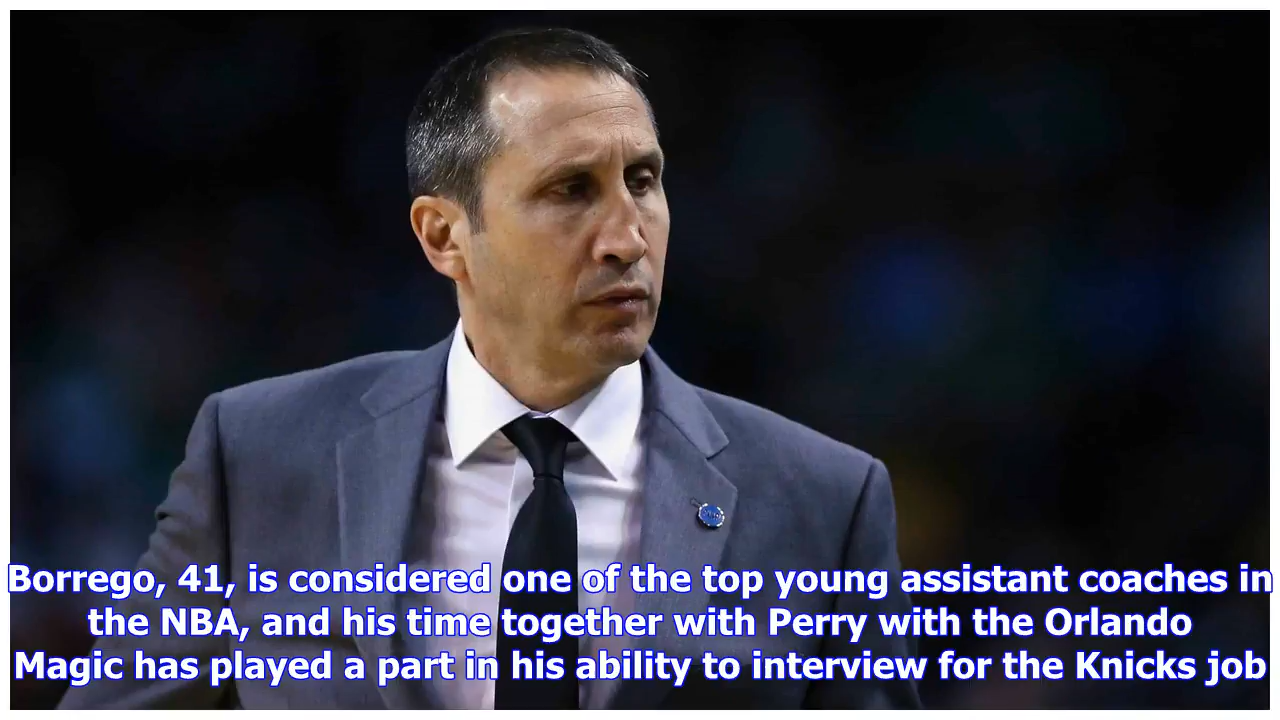 Borrego, 41, is considered one of the top young assistant coaches in
the NBA, and his time together with Perry with the Orlando
Magic has played a part in his ability to interview for the Knicks job